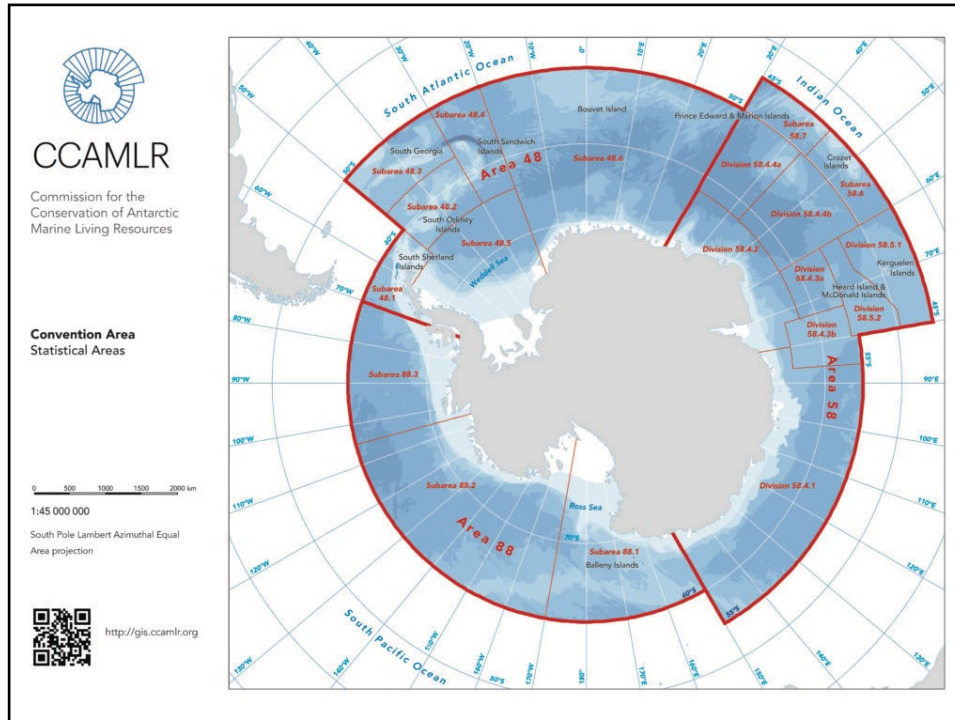 CCAMLR
Commission for the
Conservation of Antarctic
Marine Living Resources
Convention Area
Statistical Areas
0 500 1000 1500 2000 km
1:45 000 000
South Pole Lambert Azimuthal Equal
Area projection
http://gis.ccamlr.org
40°W
30°W
20°W
10°W
0°
10°E
20°E
30°E
40°E
50°E
South Atlantic Ocean
Indian Ocean
50°W
50°S
45°S
50°S
Subarea 48.4
Bouvet Island
Prince Edward & Marion Islands
Subarea
58.7
South Georgia
South Sandwich
Islands
Area 48
Subarea 48.6
Subarea 48.3
Division 58.4.4a
Crozet
Islands
Subarea
58.6
60°W
60°E
Subarea 48.2
South Orkney
Islands
Division 58.4.4b
60°S
Subarea 48.5
Division 58.4.2
Division 58.5.1
70°E
South Shetland
Islands
Weddell Sea
Kerguelen
Islands
Division
58.4.3a
Heard Island &
McDonald Islands
Subarea
48.1
70°W
Division
58.5.2
45°S
Division
58.4.3b
80°W
55°S
Area 58
Subarea 88.3
90°W
90°E
100°W
100°E
Subarea 88.2
Division 58.4.1
110°W
110°E
Area 88
Ross Sea
70°S
Subarea 88.1
Balleny Islands
120°W
120°E
60°S
55°S
South Pacific Ocean
130°W
140°W
150°W
110°W
140°W
160°W
170°W
50°S
180°
170°E
160°E
150°E
140°E
130°E